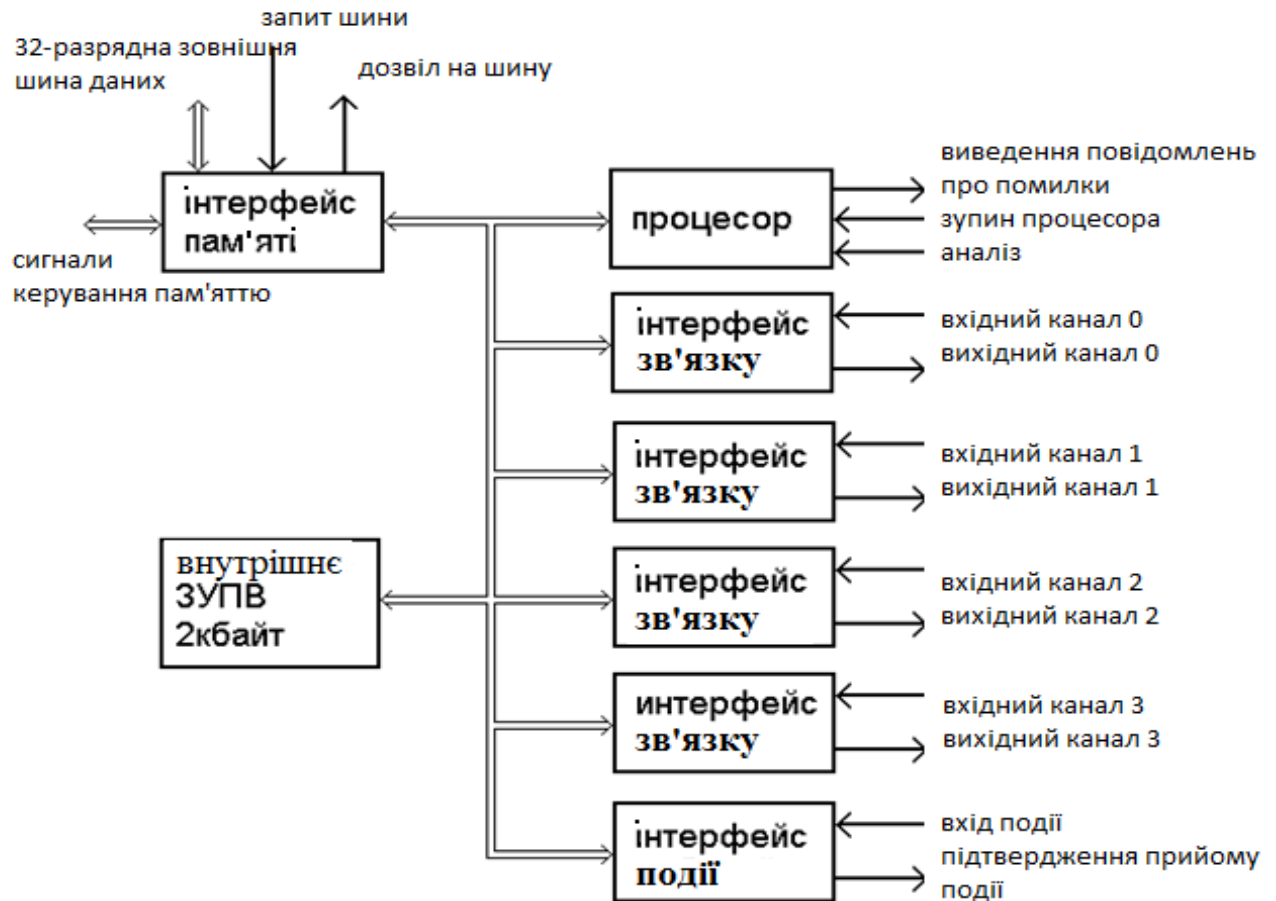 запит шини
32-разрядна зовнішня
шина даних
дозвіл на шину
інтерфейс
пам'яті
сигнали
керування пам'яттю
процесор
виведення повідомлень
про помилки
зупин процесора
аналіз
інтерфейс
зв'язку
вхідний канал 0
вихідний канал 0
інтерфейс
зв'язку
вхідний канал 1
вихідний канал 1
внутрішнє
ЗУПВ
2кбайт
інтерфейс
зв'язку
вхідний канал 2
вихідний канал 2
интерфейс
зв'язку
вхідний канал 3
вихідний канал 3
інтерфейс
події
вхід події
підтвердження прийому
події